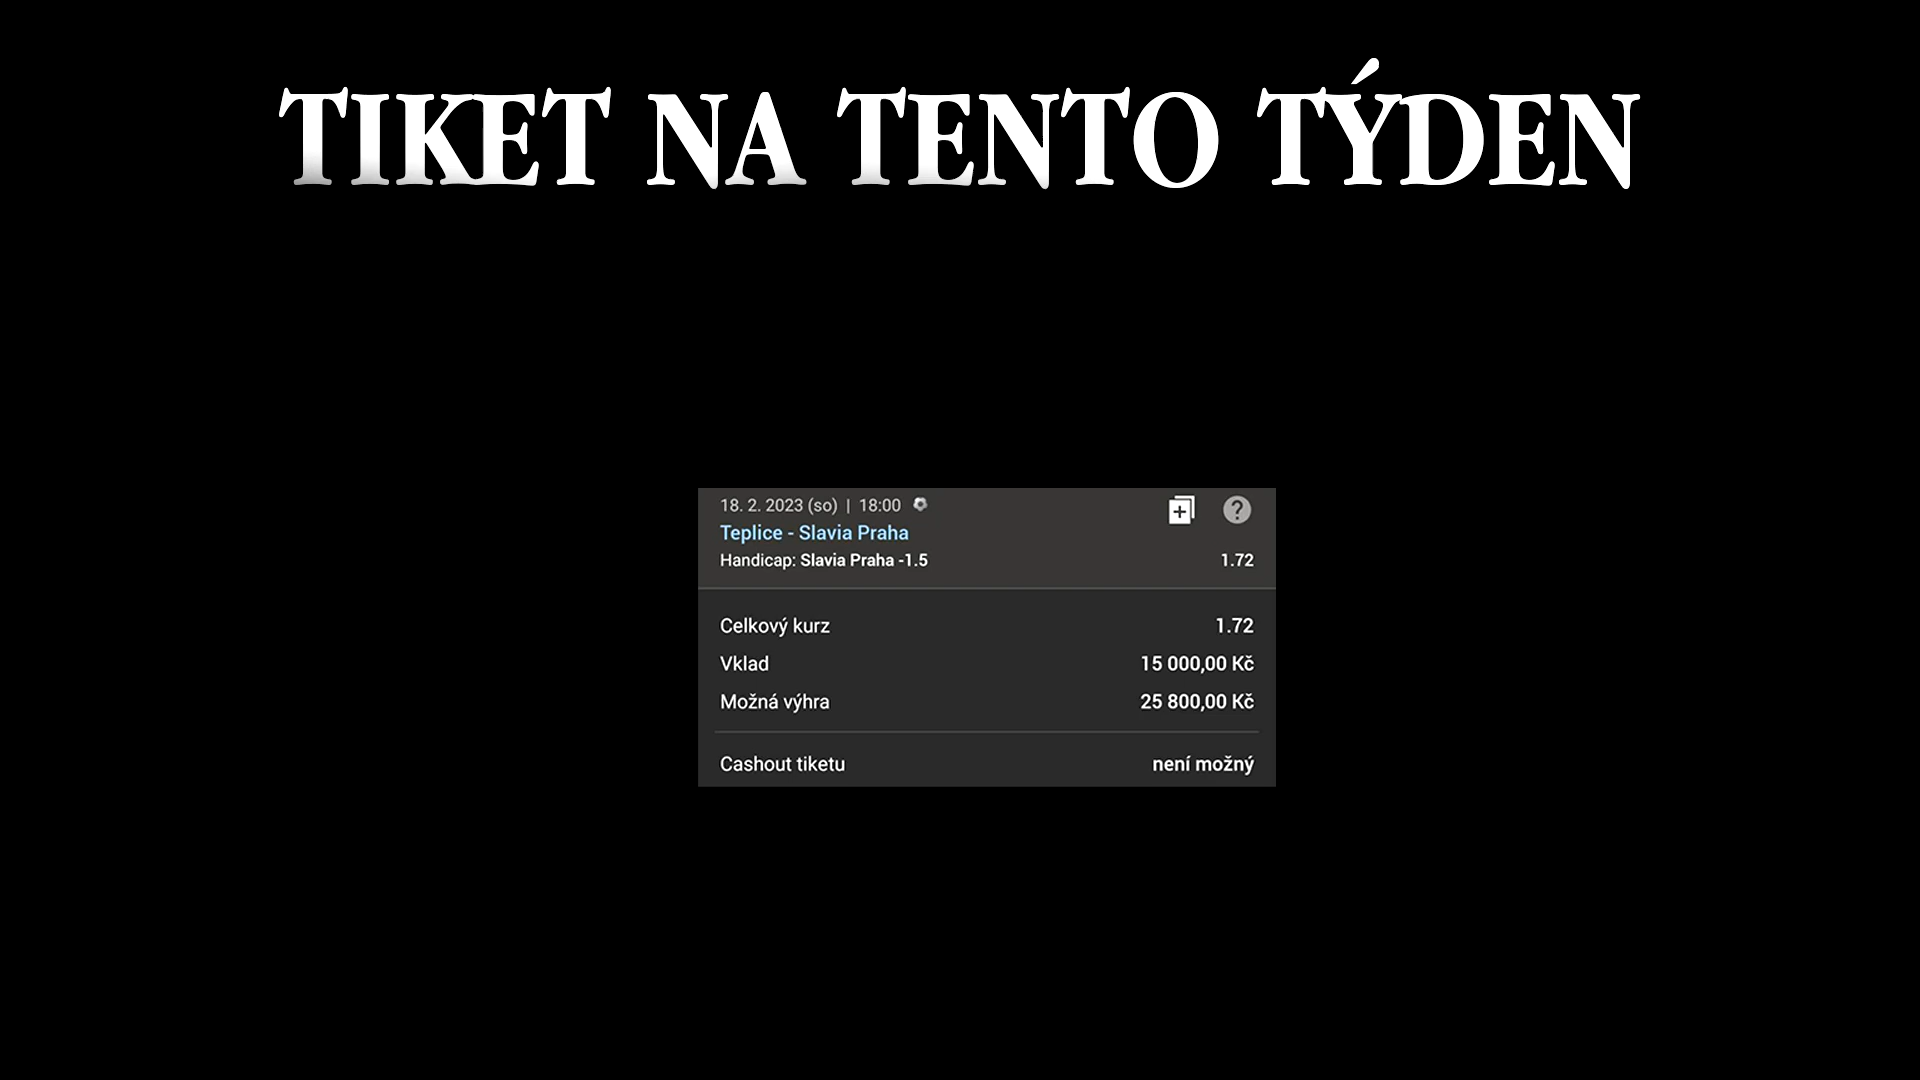 TIKET NA TENTO TÝDEN
18. 2. 2023 (so) | 18:00
Teplice - Slavia Praha
Handicap: Slavia Praha -1.5 1.72
Celkový kurz 1.72
Vklad 15 000,00 Kč
Možná výhra 25 800,00 Kč
Cashout tiketu není možný